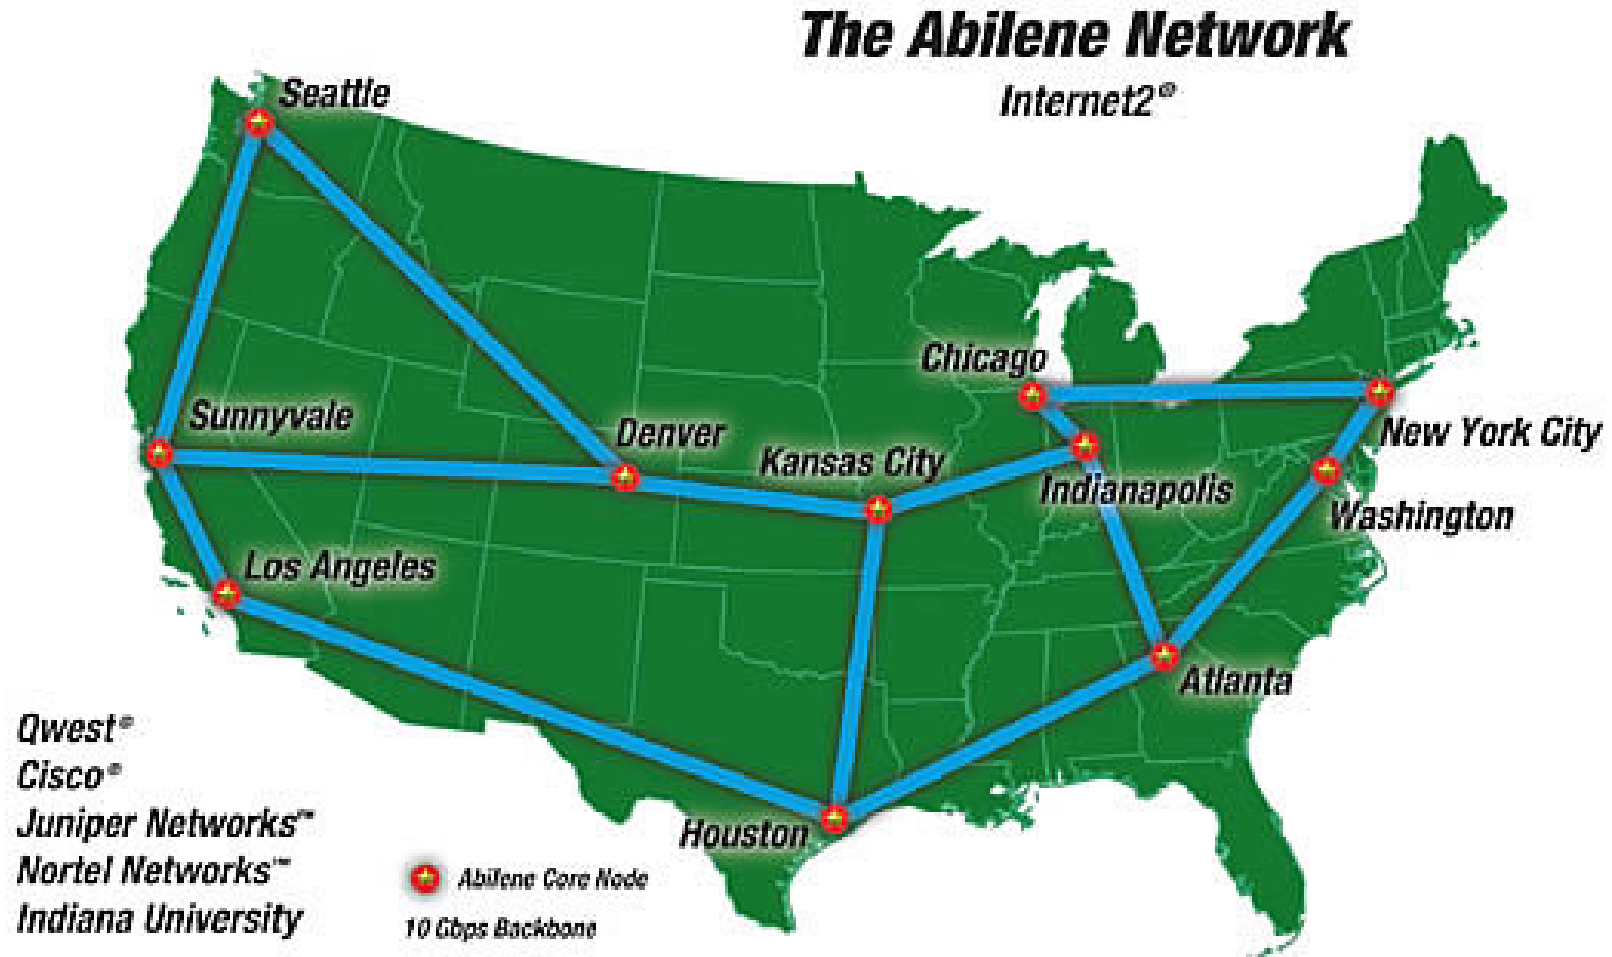 The Abilene Network
Internet2®
Seattle
Chicago
Sunnyvale
Denver
Kansas City
New York City
Indianapolis
Washington
Los Angeles
Atlanta
Houston
Qwest®
Cisco®
Juniper Networks™
Nortel Networks™
Indiana University
Abilene Core Node
10 Gbps Backbone